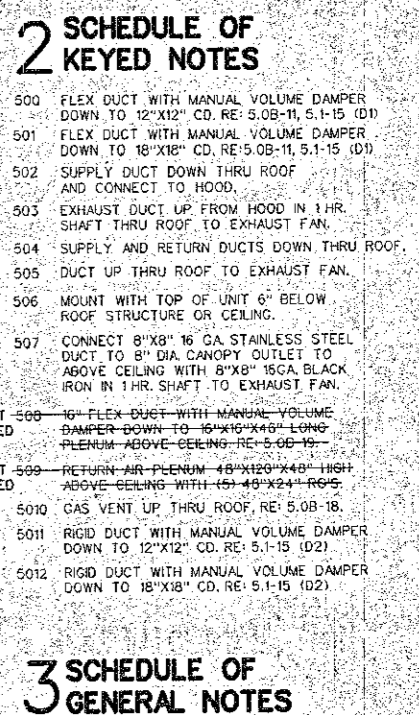 2 SCHEDULE OF
KEYED NOTES
500 FLEX DUCT WITH MANUAL VOLUME DAMPER
DOWN TO 12"X12" CD. RE: 5.0B-11, 5.1-15 (D1)
501 FLEX DUCT WITH MANUAL VOLUME DAMPER
DOWN TO 18"X18" CD. RE: 5.0B-11, 5.1-15 (D1)
502 SUPPLY DUCT DOWN THRU ROOF
AND CONNECT TO HOOD.
503 EXHAUST DUCT UP FROM HOOD IN 1 HR.
SHAFT THRU ROOF TO EXHAUST FAN.
504 SUPPLY AND RETURN DUCTS DOWN THRU ROOF.
505 DUCT UP THRU ROOF TO EXHAUST FAN.
506 MOUNT WITH TOP OF UNIT 6" BELOW
ROOF STRUCTURE OR CEILING.
507 CONNECT 8"X8" 16 GA. STAINLESS STEEL
DUCT TO 8" DIA. CANOPY OUTLET TO
ABOVE CEILING WITH 8"X8" 16GA. BLACK
IRON IN 1 HR. SHAFT TO EXHAUST FAN.
T 508 16" FLEX DUCT WITH MANUAL VOLUME
ED DAMPER DOWN TO 16"X16"X46" LONG
PLENUM ABOVE CEILING. RE: 5.0B-19.
T 509 RETURN AIR PLENUM 48"X120"X48" HIGH
ED ABOVE CEILING WITH (5) 48"X24" RG'S.
5010 GAS VENT UP THRU ROOF, RE: 5.0B-18.
5011 RIGID DUCT WITH MANUAL VOLUME DAMPER
DOWN TO 12"X12" CD. RE: 5.1-15 (D2)
5012 RIGID DUCT WITH MANUAL VOLUME DAMPER
DOWN TO 18"X18" CD. RE: 5.1-15 (D2)
3 SCHEDULE OF
GENERAL NOTES